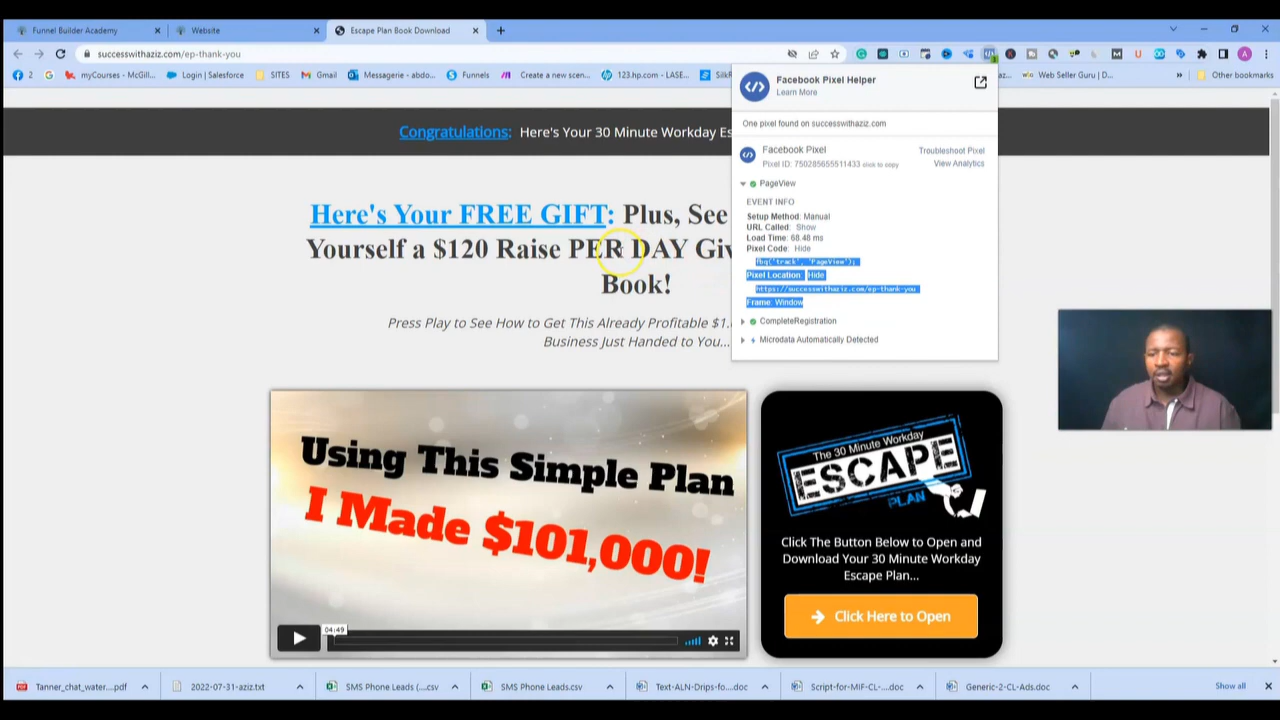 Funnel Builder Academy
Website
Escape Plan Book Download
successwithaziz.com/ep-thank-you
2
G
myCourses - McGill...
Login | Salesforce
SITES
Gmail
Messagerie - abdo...
Funnels
Create a new scen...
123.hp.com - LASE...
Web Seller Guru | D...
Other bookmarks
Facebook Pixel Helper
Learn More
One pixel found on successwithaziz.com
Facebook Pixel
Troubleshoot Pixel
Pixel ID: 750285655511433 click to copy
View Analytics
PageView
EVENT INFO
Setup Method: Manual
URL Called: Show
Load Time: 68.48 ms
Pixel Code: Hide
fbq('track', 'PageView');
Pixel Location: Hide
https://successwithaziz.com/ep-thank-you
Frame: Window
CompleteRegistration
Microdata Automatically Detected
Congratulations: Here's Your 30 Minute Workday Es
Here's Your FREE GIFT: Plus, See
Yourself a $120 Raise PER DAY Giv
Book!
Press Play to See How to Get This Already Profitable $1.
Business Just Handed to You...
Using This Simple Plan
I Made $101,000!
04:49
The 30 Minute Workday
ESCAPE
PLAN
Click The Button Below to Open and
Download Your 30 Minute Workday
Escape Plan...
Click Here to Open
Tanner_chat_water....pdf
2022-07-31-aziz.txt
SMS Phone Leads (....csv
SMS Phone Leads.csv
Text-ALN-Drips-fo....doc
Script-for-MIF-CL-....doc
Generic-2-CL-Ads.doc
Show all